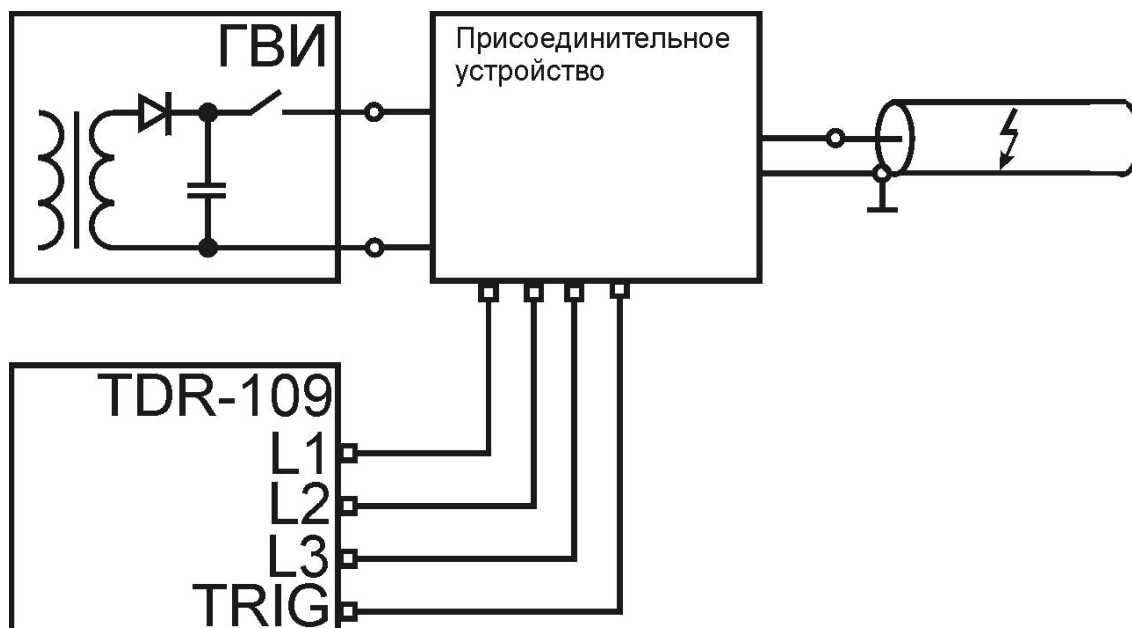 ГВИ
Присоединительное
устройство
TDR-109
L1
L2
L3
TRIG